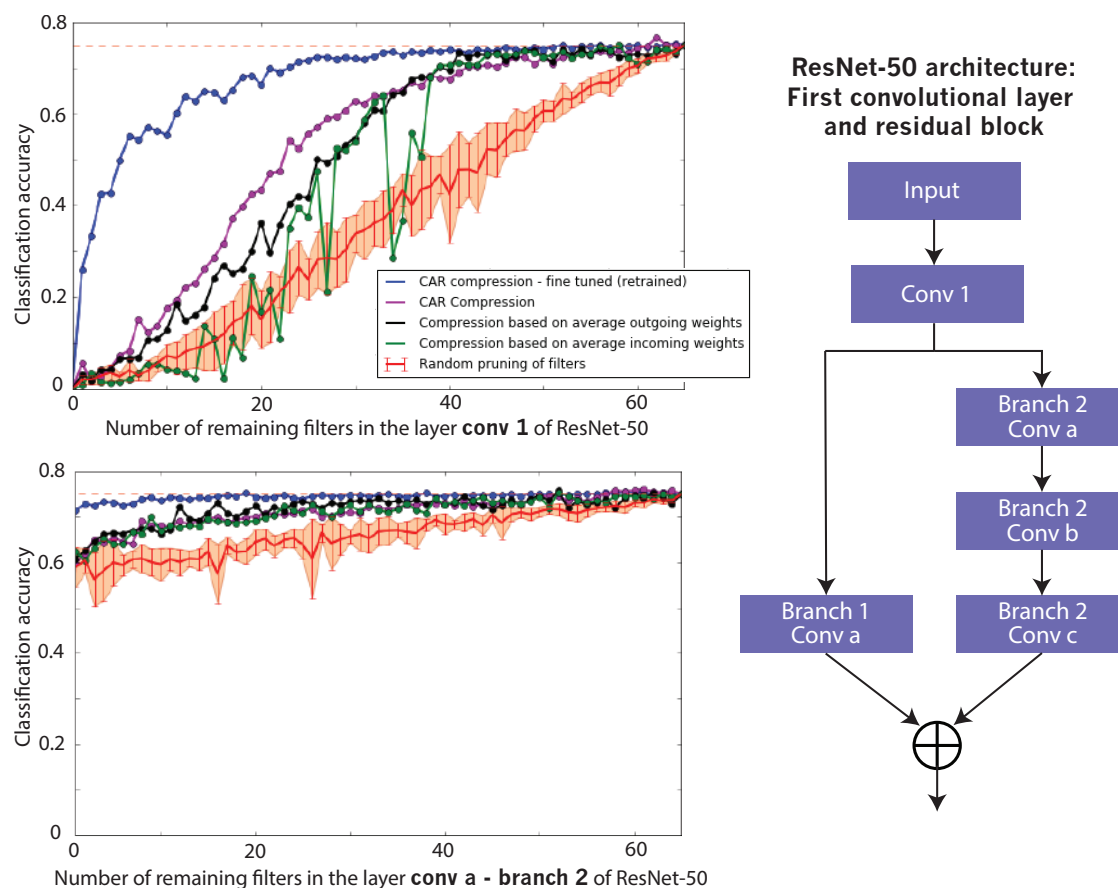 0.8
0.6
0.4
0.2
0
Classification accuracy
CAR compression - fine tuned (retrained)
CAR Compression
Compression based on average outgoing weights
Compression based on average incoming weights
Random pruning of filters
0 20 40 60
Number of remaining filters in the layer conv 1 of ResNet-50
0.8
0.6
0.4
0.2
0
Classification accuracy
0 20 40 60
Number of remaining filters in the layer conv a - branch 2 of ResNet-50
ResNet-50 architecture:
First convolutional layer
and residual block
Input
Conv 1
Branch 2
Conv a
Branch 2
Conv b
Branch 1
Conv a
Branch 2
Conv c